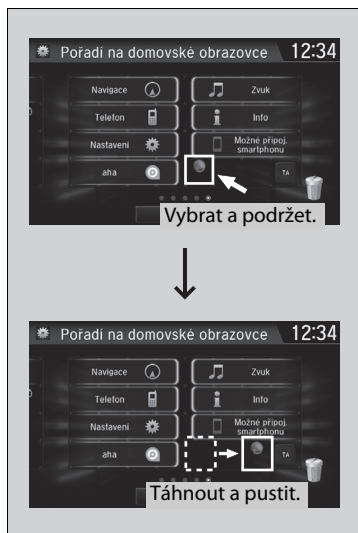 Pořadí na domovské obrazovce 12:34
Navigace
Zvuk
Telefon
Info
Nastavení
Možné připoj.
smartphonu
aha
TA
Vybrat a podržet.
Pořadí na domovské obrazovce 12:34
Navigace
Zvuk
Telefon
Info
Nastavení
Možné připoj.
smartphonu
aha
TA
Táhnout a pustit.